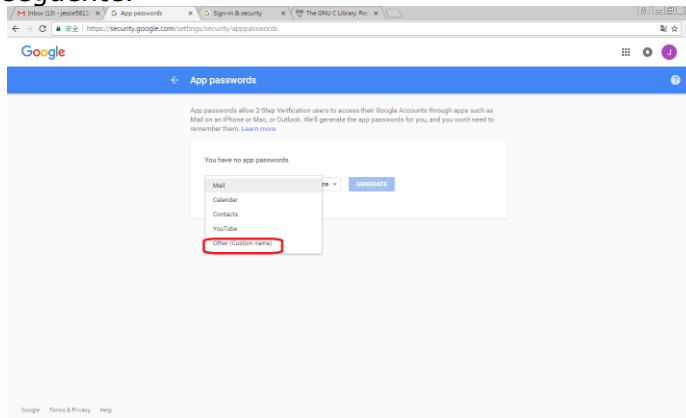 seguente:
Inbox (13) - jessie5812
G App passwords
G Sign-in & security
The GNU C Library: Re
安全 | https://security.google.com/settings/security/apppasswords
Google
J
App passwords
App passwords allow 2-Step Verification users to access their Google Accounts through apps such as
Mail on an iPhone or Mac, or Outlook. We'll generate the app passwords for you, and you won't need to
remember them. Learn more
You have no app passwords.
GENERATE
Mail
Calendar
Contacts
YouTube
Other (Custom name)
Google Terms & Privacy Help